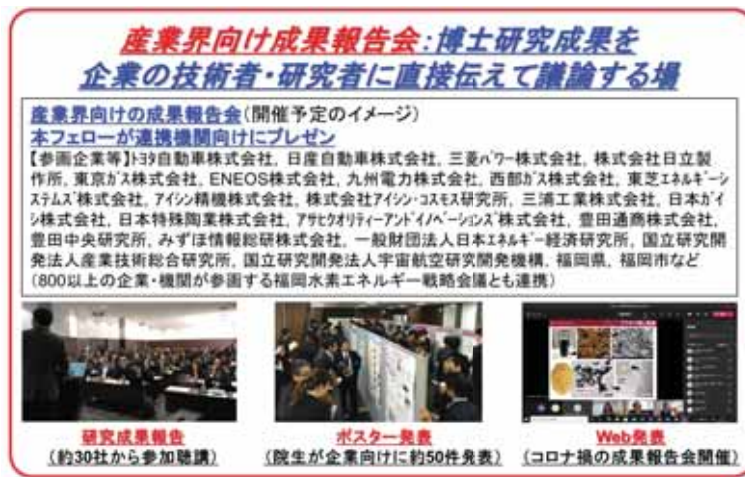 産業界向け成果報告会:博士研究成果を
企業の技術者・研究者に直接伝えて議論する場
産業界向けの成果報告会(開催予定のイメージ)
本フェローが連携機関向けにプレゼン
【参画企業等】ﾄﾖﾀ自動車株式会社, 日産自動車株式会社, 三菱ﾊﾟﾜｰ株式会社, 株式会社日立製
作所, 東京ｶﾞｽ株式会社, ENEOS株式会社, 九州電力株式会社, 西部ｶﾞｽ株式会社, 東芝ｴﾈﾙｷﾞｰｼ
ｽﾃﾑｽﾞ株式会社, ｱｲｼﾝ精機株式会社, 株式会社ｱｲｼﾝ･ｺｽﾓｽ研究所, 三浦工業株式会社, 日本ｶﾞｲ
ｼ株式会社, 日本特殊陶業株式会社, ｱｻﾋｸｵﾘﾃｨｰｱﾝﾄﾞｲﾉﾍﾞｰｼｮﾝｽﾞ株式会社, 豊田通商株式会社,
豊田中央研究所, みずほ情報総研株式会社, 一般財団法人日本ｴﾈﾙｷﾞｰ経済研究所, 国立研究開
発法人産業技術総合研究所, 国立研究開発法人宇宙航空研究開発機構, 福岡県, 福岡市など
(800以上の企業・機関が参画する福岡水素エネルギー戦略会議とも連携)
研究成果報告
(約30社から参加聴講)
ポスター発表
(院生が企業向けに約50件発表)
Web発表
(コロナ禍の成果報告会開催)